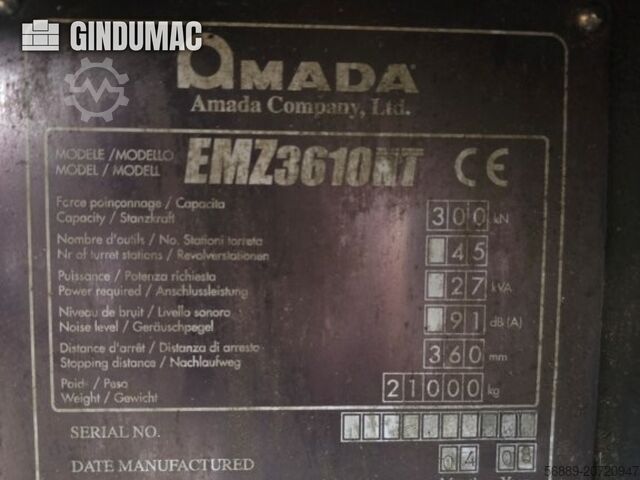 GINDUMAC
AMADA
Amada Company, Ltd.
MODELE / MODELLO
MODEL / MODELL
EMZ3610NT CE
Force poinçonnage / Capacita
Capacity / Stanzkraft
300 kN
Nombre d'outils / No. Stationi torreta
Nr of turret stations / Revolverstationen
45
Puissance / Potenza richiesta
Power required / Anschlussleistung
27 kVA
Niveau de bruit / Livello sonoro
Noise level / Geräuschpegel
91 dB (A)
Distance d'arrêt / Distanza di arresto
Stopping distance / Nachlaufweg
360 mm
Poid / Peso
Weight / Gewicht
21000 kg
SERIAL NO.
DATE MANUFACTURED
04 08
56889-20720947